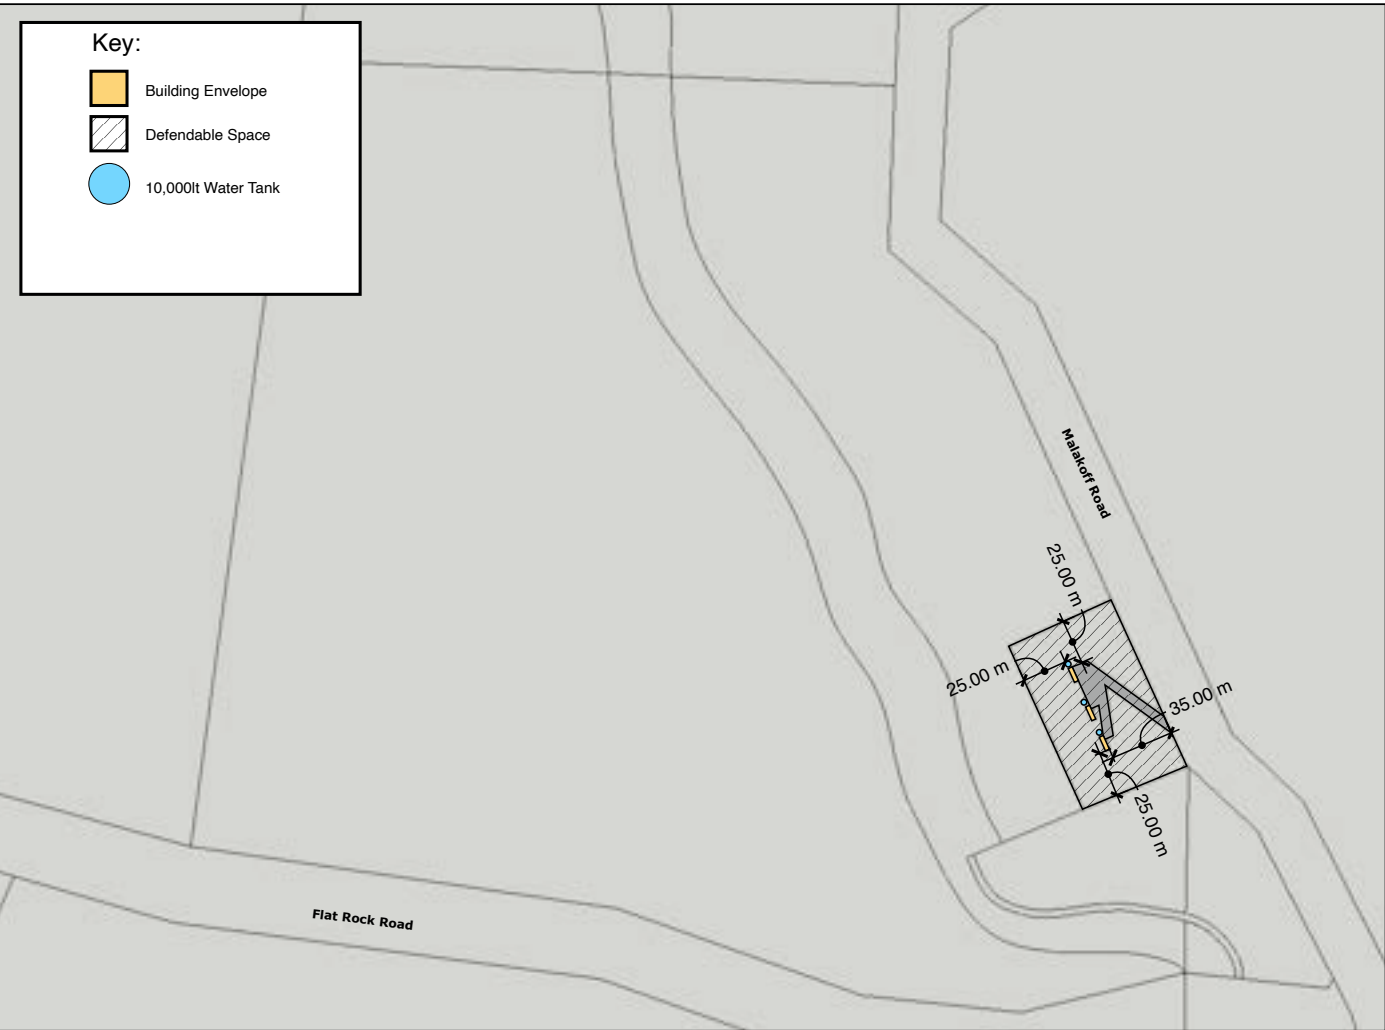 Key:
Building Envelope
Defendable Space
10,000lt Water Tank
Malakoff Road
25.00 m
25.00 m
35.00 m
25.00 m
Flat Rock Road